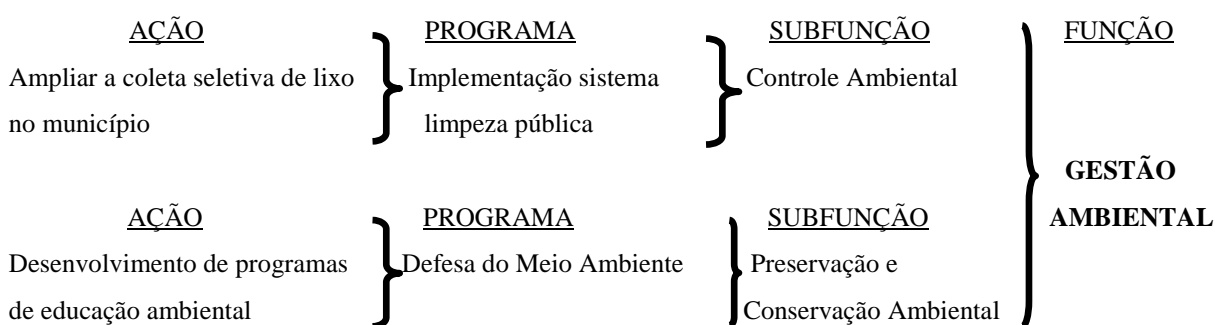 AÇÃO PROGRAMA SUBFUNÇÃO FUNÇÃO
Ampliar a coleta seletiva de lixo Implementação sistema Controle Ambiental
no município limpeza pública
GESTÃO
AÇÃO PROGRAMA SUBFUNÇÃO AMBIENTAL
Desenvolvimento de programas Defesa do Meio Ambiente Preservação e
de educação ambiental Conservação Ambiental